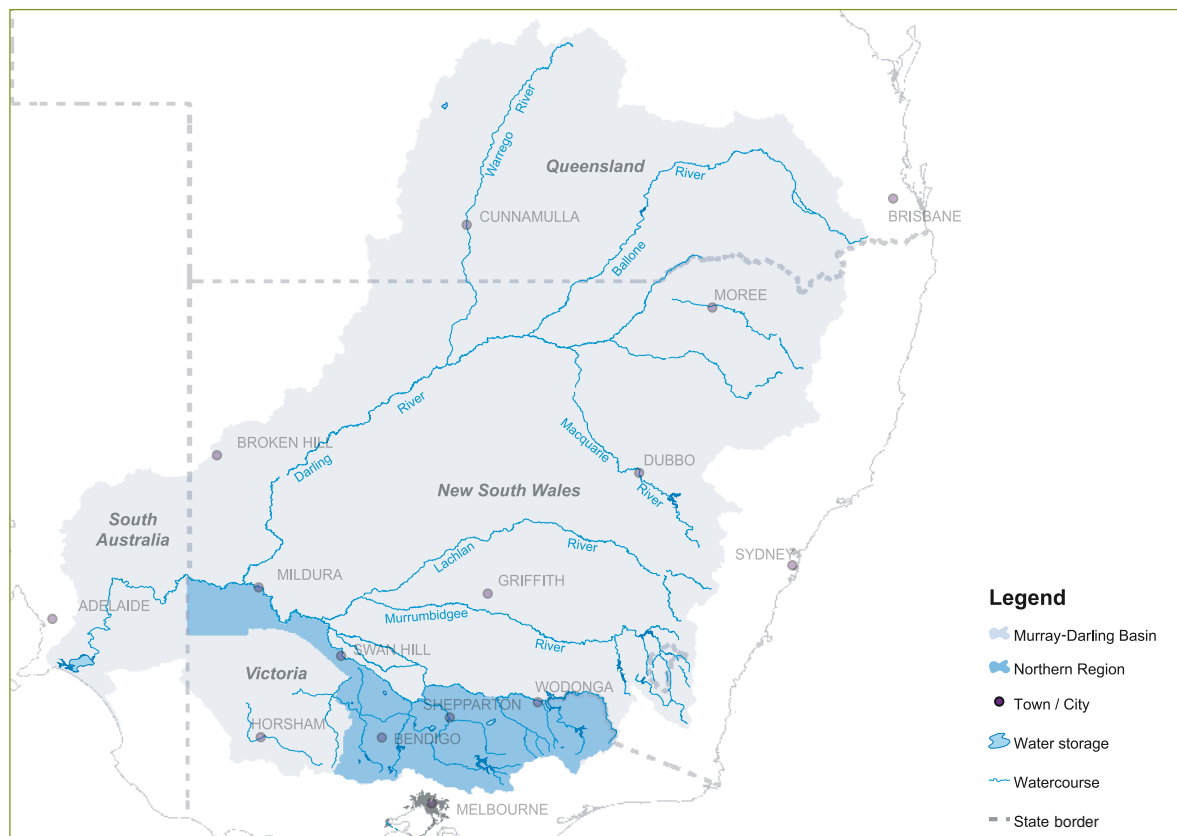 River
Warrego
Queensland
River
CUNNAMULLA
BRISBANE
Ballone
MOREE
River
Darling
BROKEN HILL
Macquarie
DUBBO
River
New South Wales
South
Australia
Lachlan
River
SYDNEY
MILDURA
GRIFFITH
ADELAIDE
Murrumbidgee
River
SWAN HILL
Victoria
WODONGA
SHEPPARTON
HORSHAM
BENDIGO
MELBOURNE
Legend
Murray-Darling Basin
Northern Region
Town / City
Water storage
Watercourse
State border